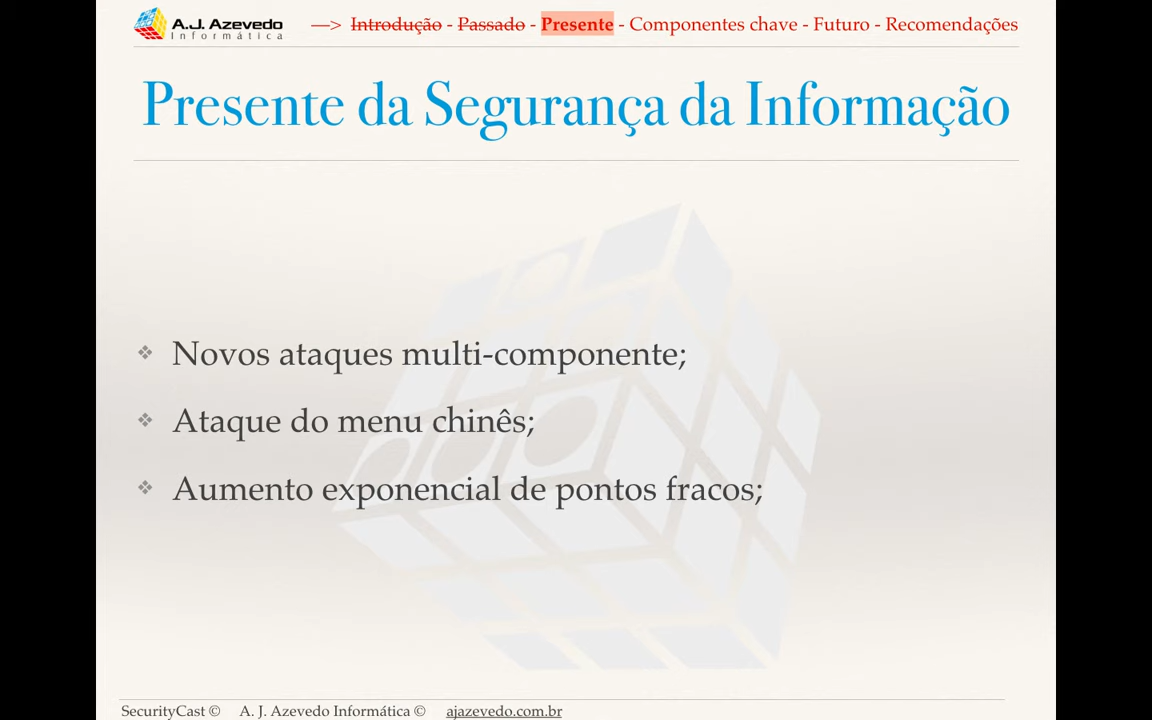 A.J. Azevedo
Informática
—> Introdução - Passado - Presente - Componentes chave - Futuro - Recomendações
Presente da Segurança da Informação
❖ Novos ataques multi-componente;
❖ Ataque do menu chinês;
❖ Aumento exponencial de pontos fracos;
SecurityCast © A. J. Azevedo Informática © ajazevedo.com.br